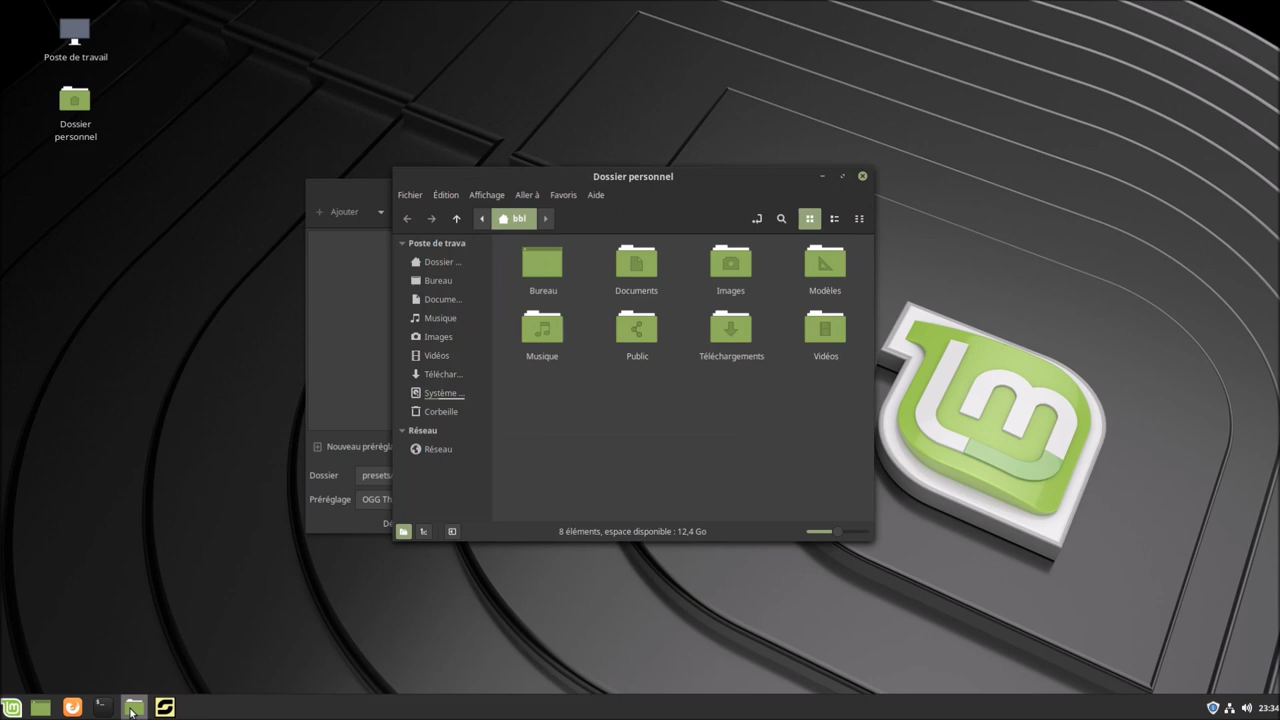 Poste de travail
Dossier
personnel
Dossier personnel
Fichier Édition Affichage Aller à Favoris Aide
Ajouter
bbl
Poste de trava
Dossier ...
Bureau
Docume...
Musique
Images
Vidéos
Téléchar...
Système ...
Corbeille
Réseau
Réseau
Bureau Documents Images Modèles
Musique Public Téléchargements Vidéos
Nouveau prérégla
Dossier presets/
Préréglage OGG Th
Dé
8 éléments, espace disponible : 12,4 Go
23:34